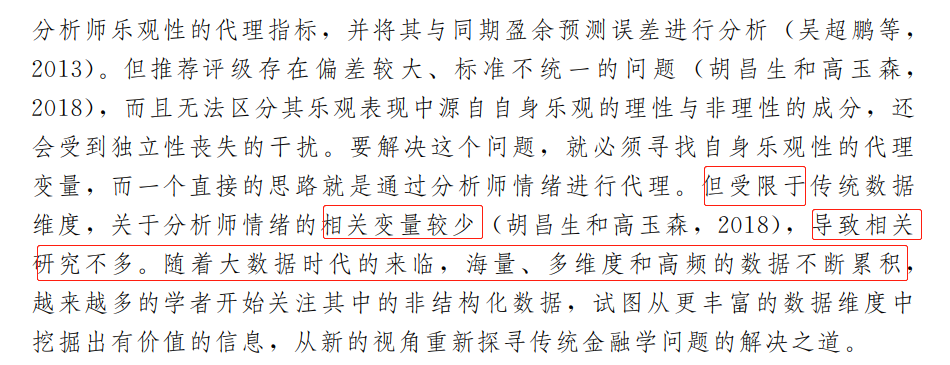 分析师乐观性的代理指标，并将其与同期盈余预测误差进行分析（吴超鹏等，
2013）。但推荐评级存在偏差较大、标准不统一的问题（胡昌生和高玉森，
2018），而且无法区分其乐观表现中源自自身乐观的理性与非理性的成分，还
会受到独立性丧失的干扰。要解决这个问题，就必须寻找自身乐观性的代理
变量，而一个直接的思路就是通过分析师情绪进行代理。但受限于传统数据
维度，关于分析师情绪的相关变量较少（胡昌生和高玉森，2018），导致相关
研究不多。随着大数据时代的来临，海量、多维度和高频的数据不断累积，
越来越多的学者开始关注其中的非结构化数据，试图从更丰富的数据维度中
挖掘出有价值的信息，从新的视角重新探寻传统金融学问题的解决之道。